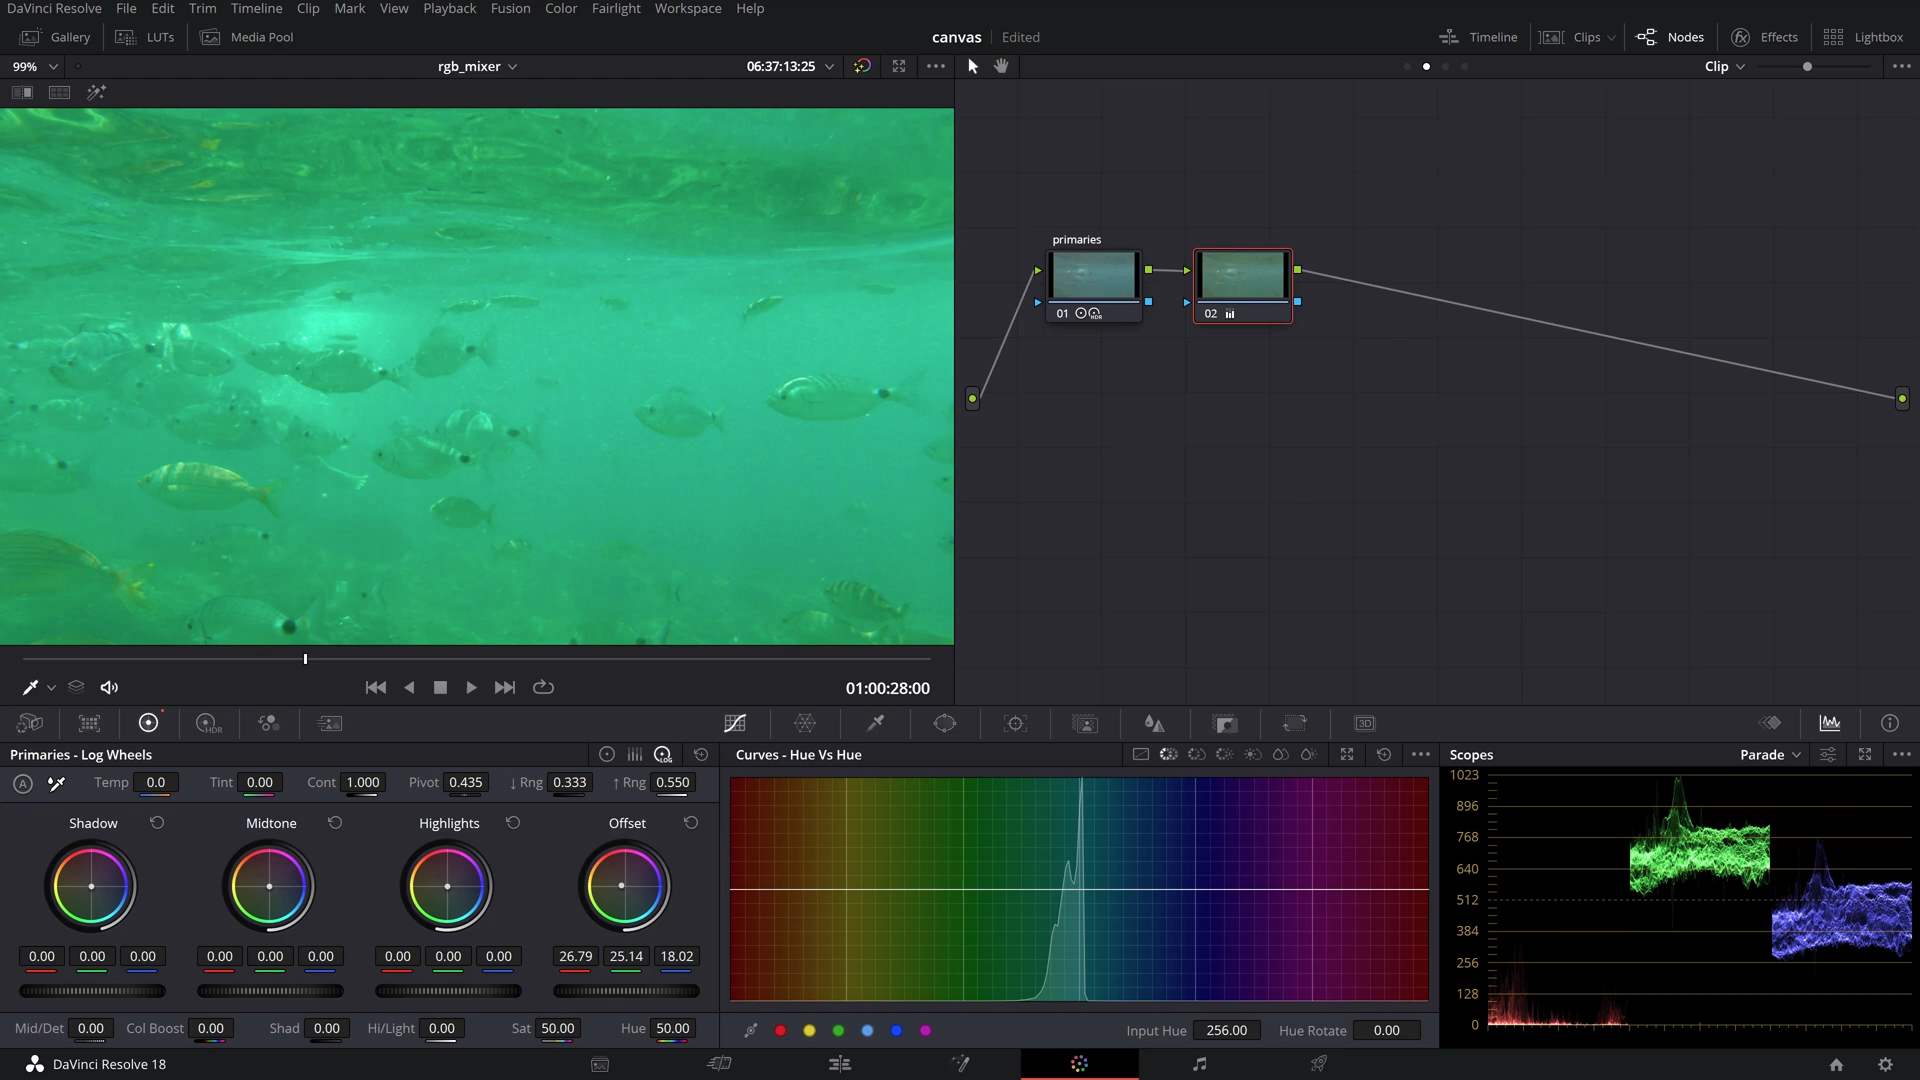 DaVinci Resolve File Edit Trim Timeline Clip Mark View Playback Fusion Color Fairlight Workspace Help
Gallery LUTs Media Pool canvas Edited Timeline Clips Nodes Effects Lightbox
99% rgb_mixer 06:37:13:25 Clip
primaries
01 HDR 02
01:00:28:00
HDR 3D
Primaries - Log Wheels LOG Curves - Hue Vs Hue Scopes Parade
A Temp 0.0 Tint 0.00 Cont 1.000 Pivot 0.435 ↓ Rng 0.333 ↑ Rng 0.550
Shadow Midtone Highlights Offset
0.00 0.00 0.00 0.00 0.00 0.00 0.00 0.00 0.00 26.79 25.14 18.02
Mid/Det 0.00 Col Boost 0.00 Shad 0.00 Hi/Light 0.00 Sat 50.00 Hue 50.00
Input Hue 256.00 Hue Rotate 0.00
1023
896
768
640
512
384
256
128
0
DaVinci Resolve 18